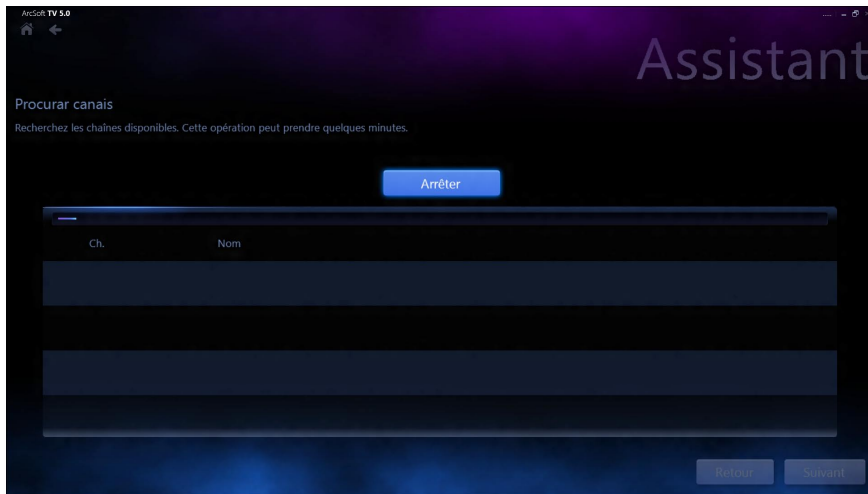 ArcSoft TV 5.0
Assistant
Procurar canais
Recherchez les chaînes disponibles. Cette opération peut prendre quelques minutes.
Arrêter
Ch. Nom
Retour Suivant